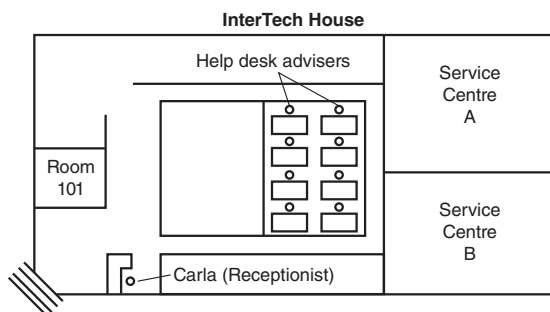 InterTech House
Help desk advisers
Service
Centre
A
Room
101
Service
Centre
B
Carla (Receptionist)